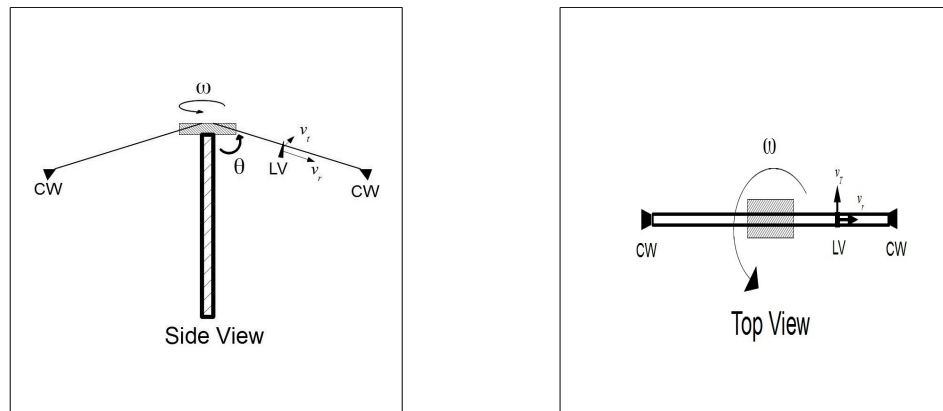 ω
v_t
θ
LV
v_r
CW
CW
Side View
ω
v_T
v_r
CW
LV
CW
Top View